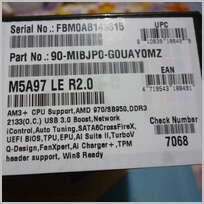 Serial No.: FBM0AB149815
UPC
Part No.: 90-MIBJP0-G0UAY0MZ
EAN
M5A97 LE R2.0
AM3+ CPU Support,AMD 970/SB950,DDR3
2133(O.C.) USB 3.0 Boost,Network
iControl,Auto Tuning,SATA6CrossFireX,
UEFI BIOS,TPU,EPU,AI Suite II,TurboV
Q-Design,FanXpert,Ai Charger+ ,TPM
header support, Win8 Ready
Check Number
7068